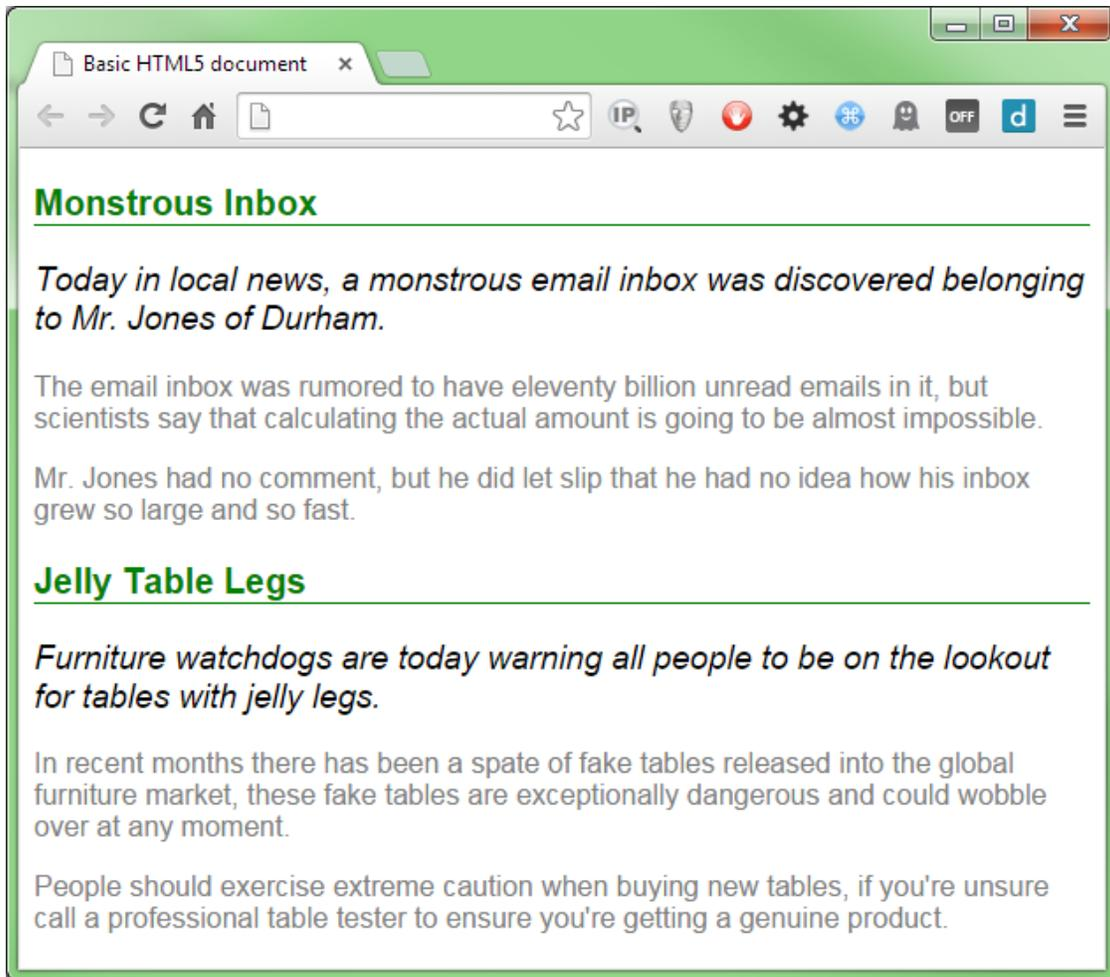 Basic HTML5 document
IP
OFF
d
Monstrous Inbox
Today in local news, a monstrous email inbox was discovered belonging
to Mr. Jones of Durham.
The email inbox was rumored to have eleventy billion unread emails in it, but
scientists say that calculating the actual amount is going to be almost impossible.
Mr. Jones had no comment, but he did let slip that he had no idea how his inbox
grew so large and so fast.
Jelly Table Legs
Furniture watchdogs are today warning all people to be on the lookout
for tables with jelly legs.
In recent months there has been a spate of fake tables released into the global
furniture market, these fake tables are exceptionally dangerous and could wobble
over at any moment.
People should exercise extreme caution when buying new tables, if you're unsure
call a professional table tester to ensure you're getting a genuine product.